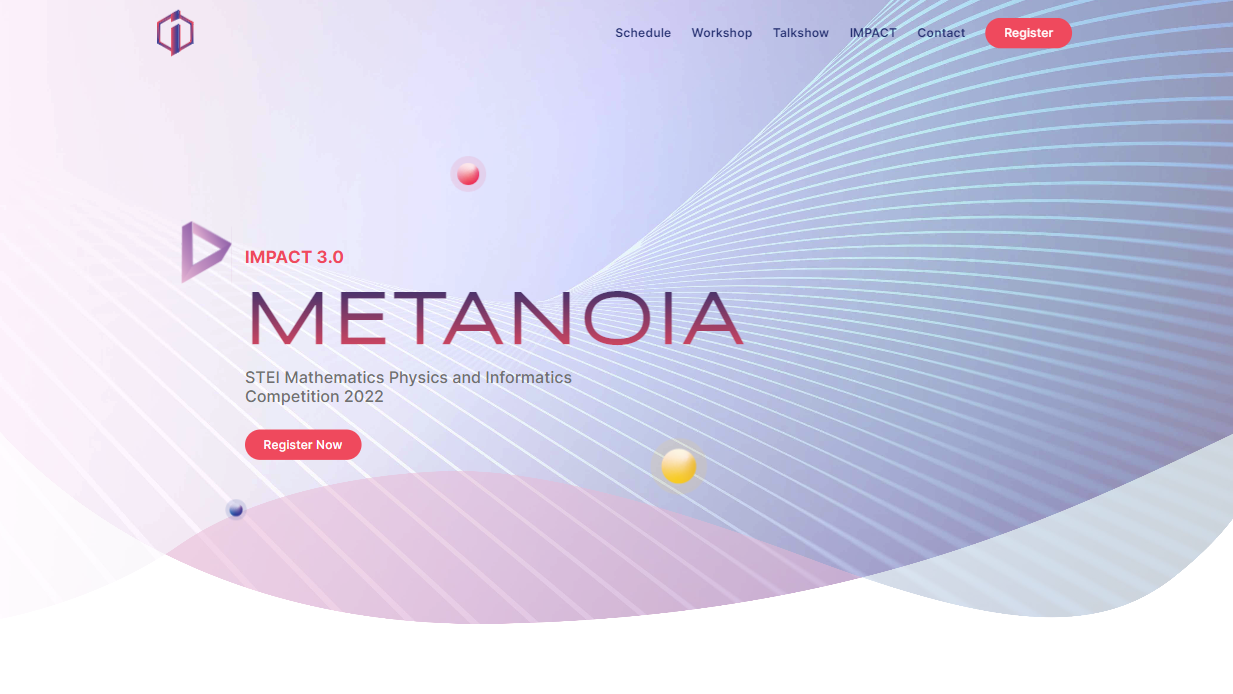 Schedule Workshop Talkshow IMPACT Contact Register
IMPACT 3.0
METANOIA
STEI Mathematics Physics and Informatics
Competition 2022
Register Now